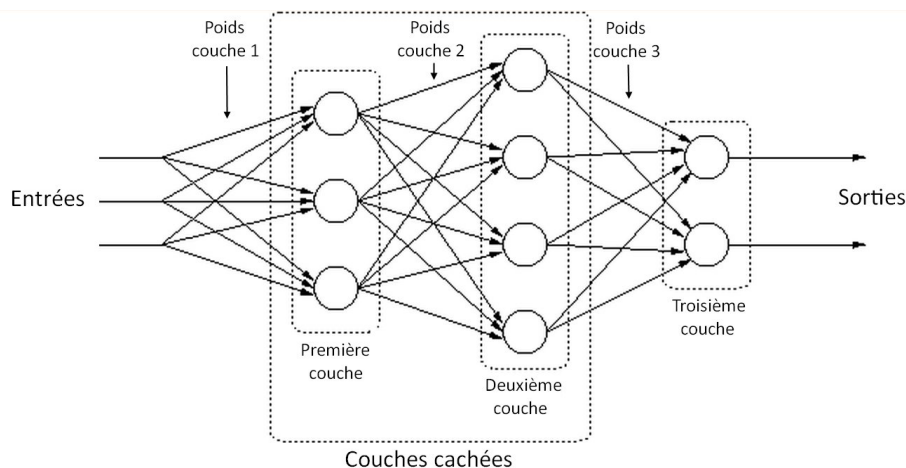 Poids
couche 1
Poids
couche 2
Poids
couche 3
Entrées
Sorties
Première
couche
Deuxième
couche
Troisième
couche
Couches cachées